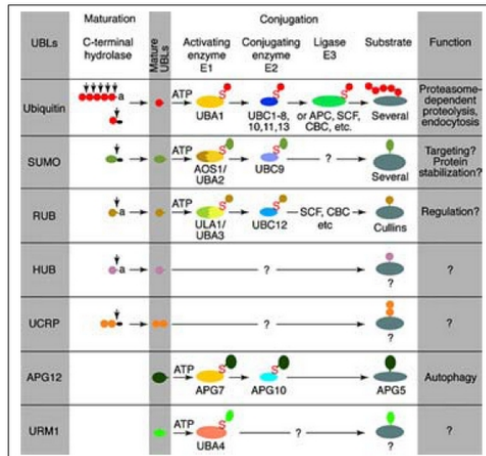 Maturation
Conjugation
UBLs
C-terminal
hydrolase
Mature
UBLs
Activating
enzyme
E1
Conjugating
enzyme
E2
Ligase
E3
Substrate
Function
Ubiquitin
a
ATP
S
UBA1
S
UBC1-8,
10,11,13
S
or APC, SCF,
CBC, etc.
Several
Proteasome-
dependent
proteolysis,
endocytosis
SUMO
ATP
S
AOS1/
UBA2
S
UBC9
?
Several
Targeting?
Protein
stabilization?
RUB
a
ATP
S
ULA1/
UBA3
S
UBC12
SCF, CBC
etc
Cullins
Regulation?
HUB
a
?
?
?
UCRP
?
?
?
APG12
ATP
S
APG7
S
APG10
APG5
Autophagy
URM1
ATP
S
UBA4
?
?
?